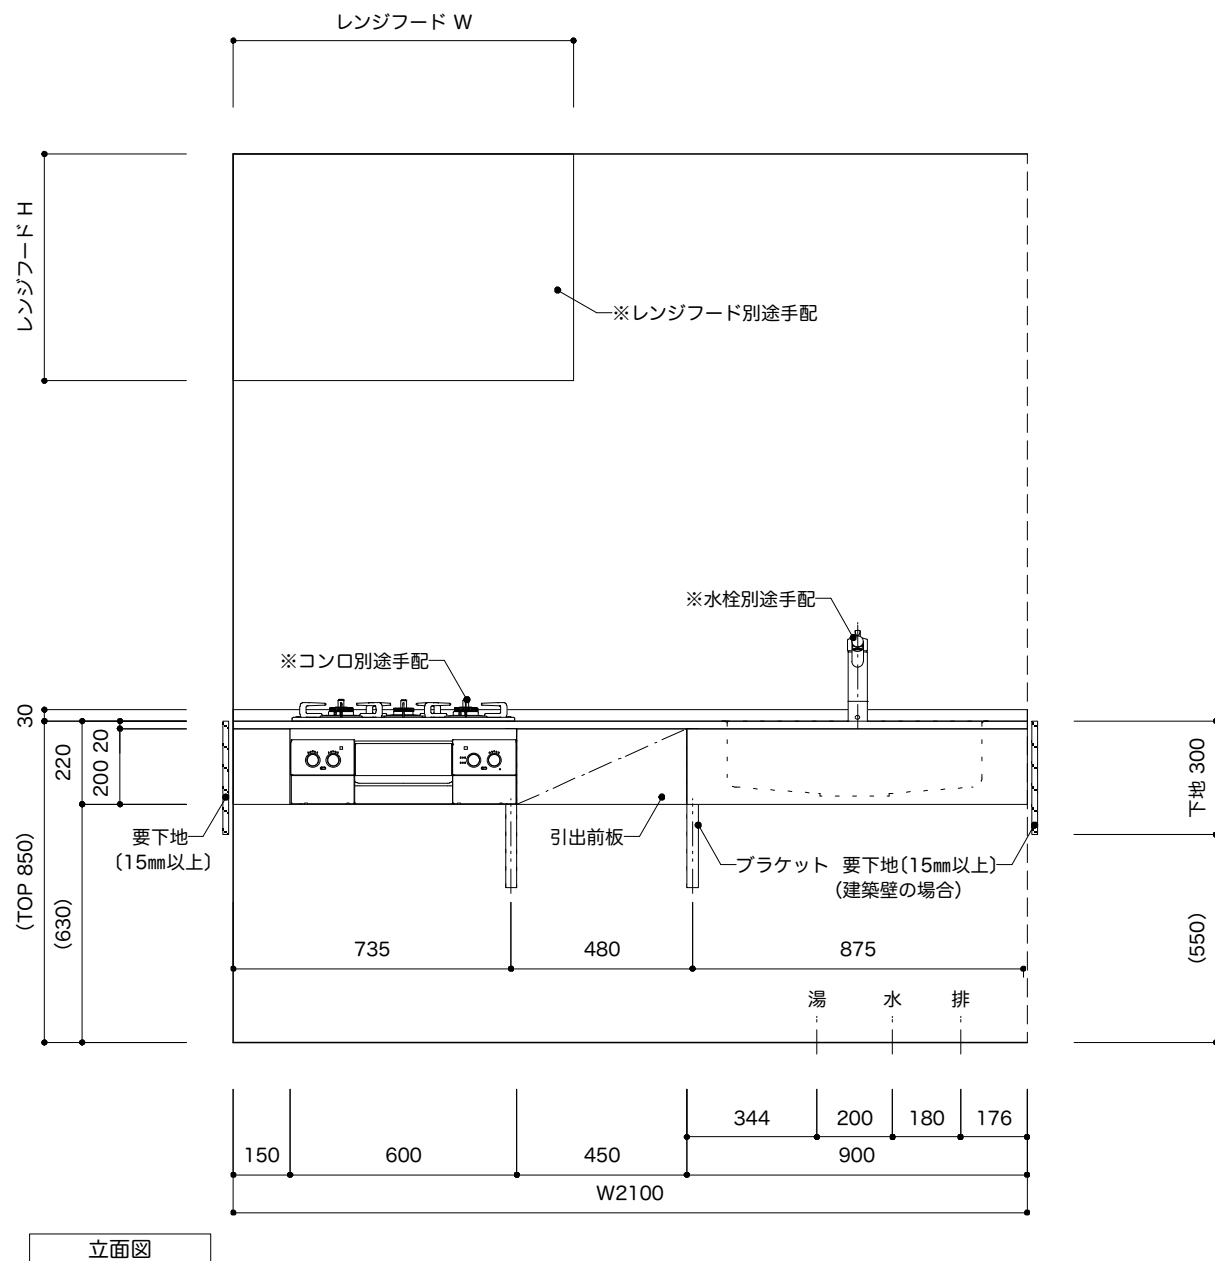 レンジフード W
レンジフード H
※レンジフード別途手配
※水栓別途手配
※コンロ別途手配
30
220
200 20
(TOP 850)
(630)
要下地
(15㎜以上)
引出前板
ブラケット
要下地(15㎜以上)
(建築壁の場合)
下地 300
(550)
735
480
875
湯
水
排
344
200
180
176
150
600
450
900
W2100
立面図